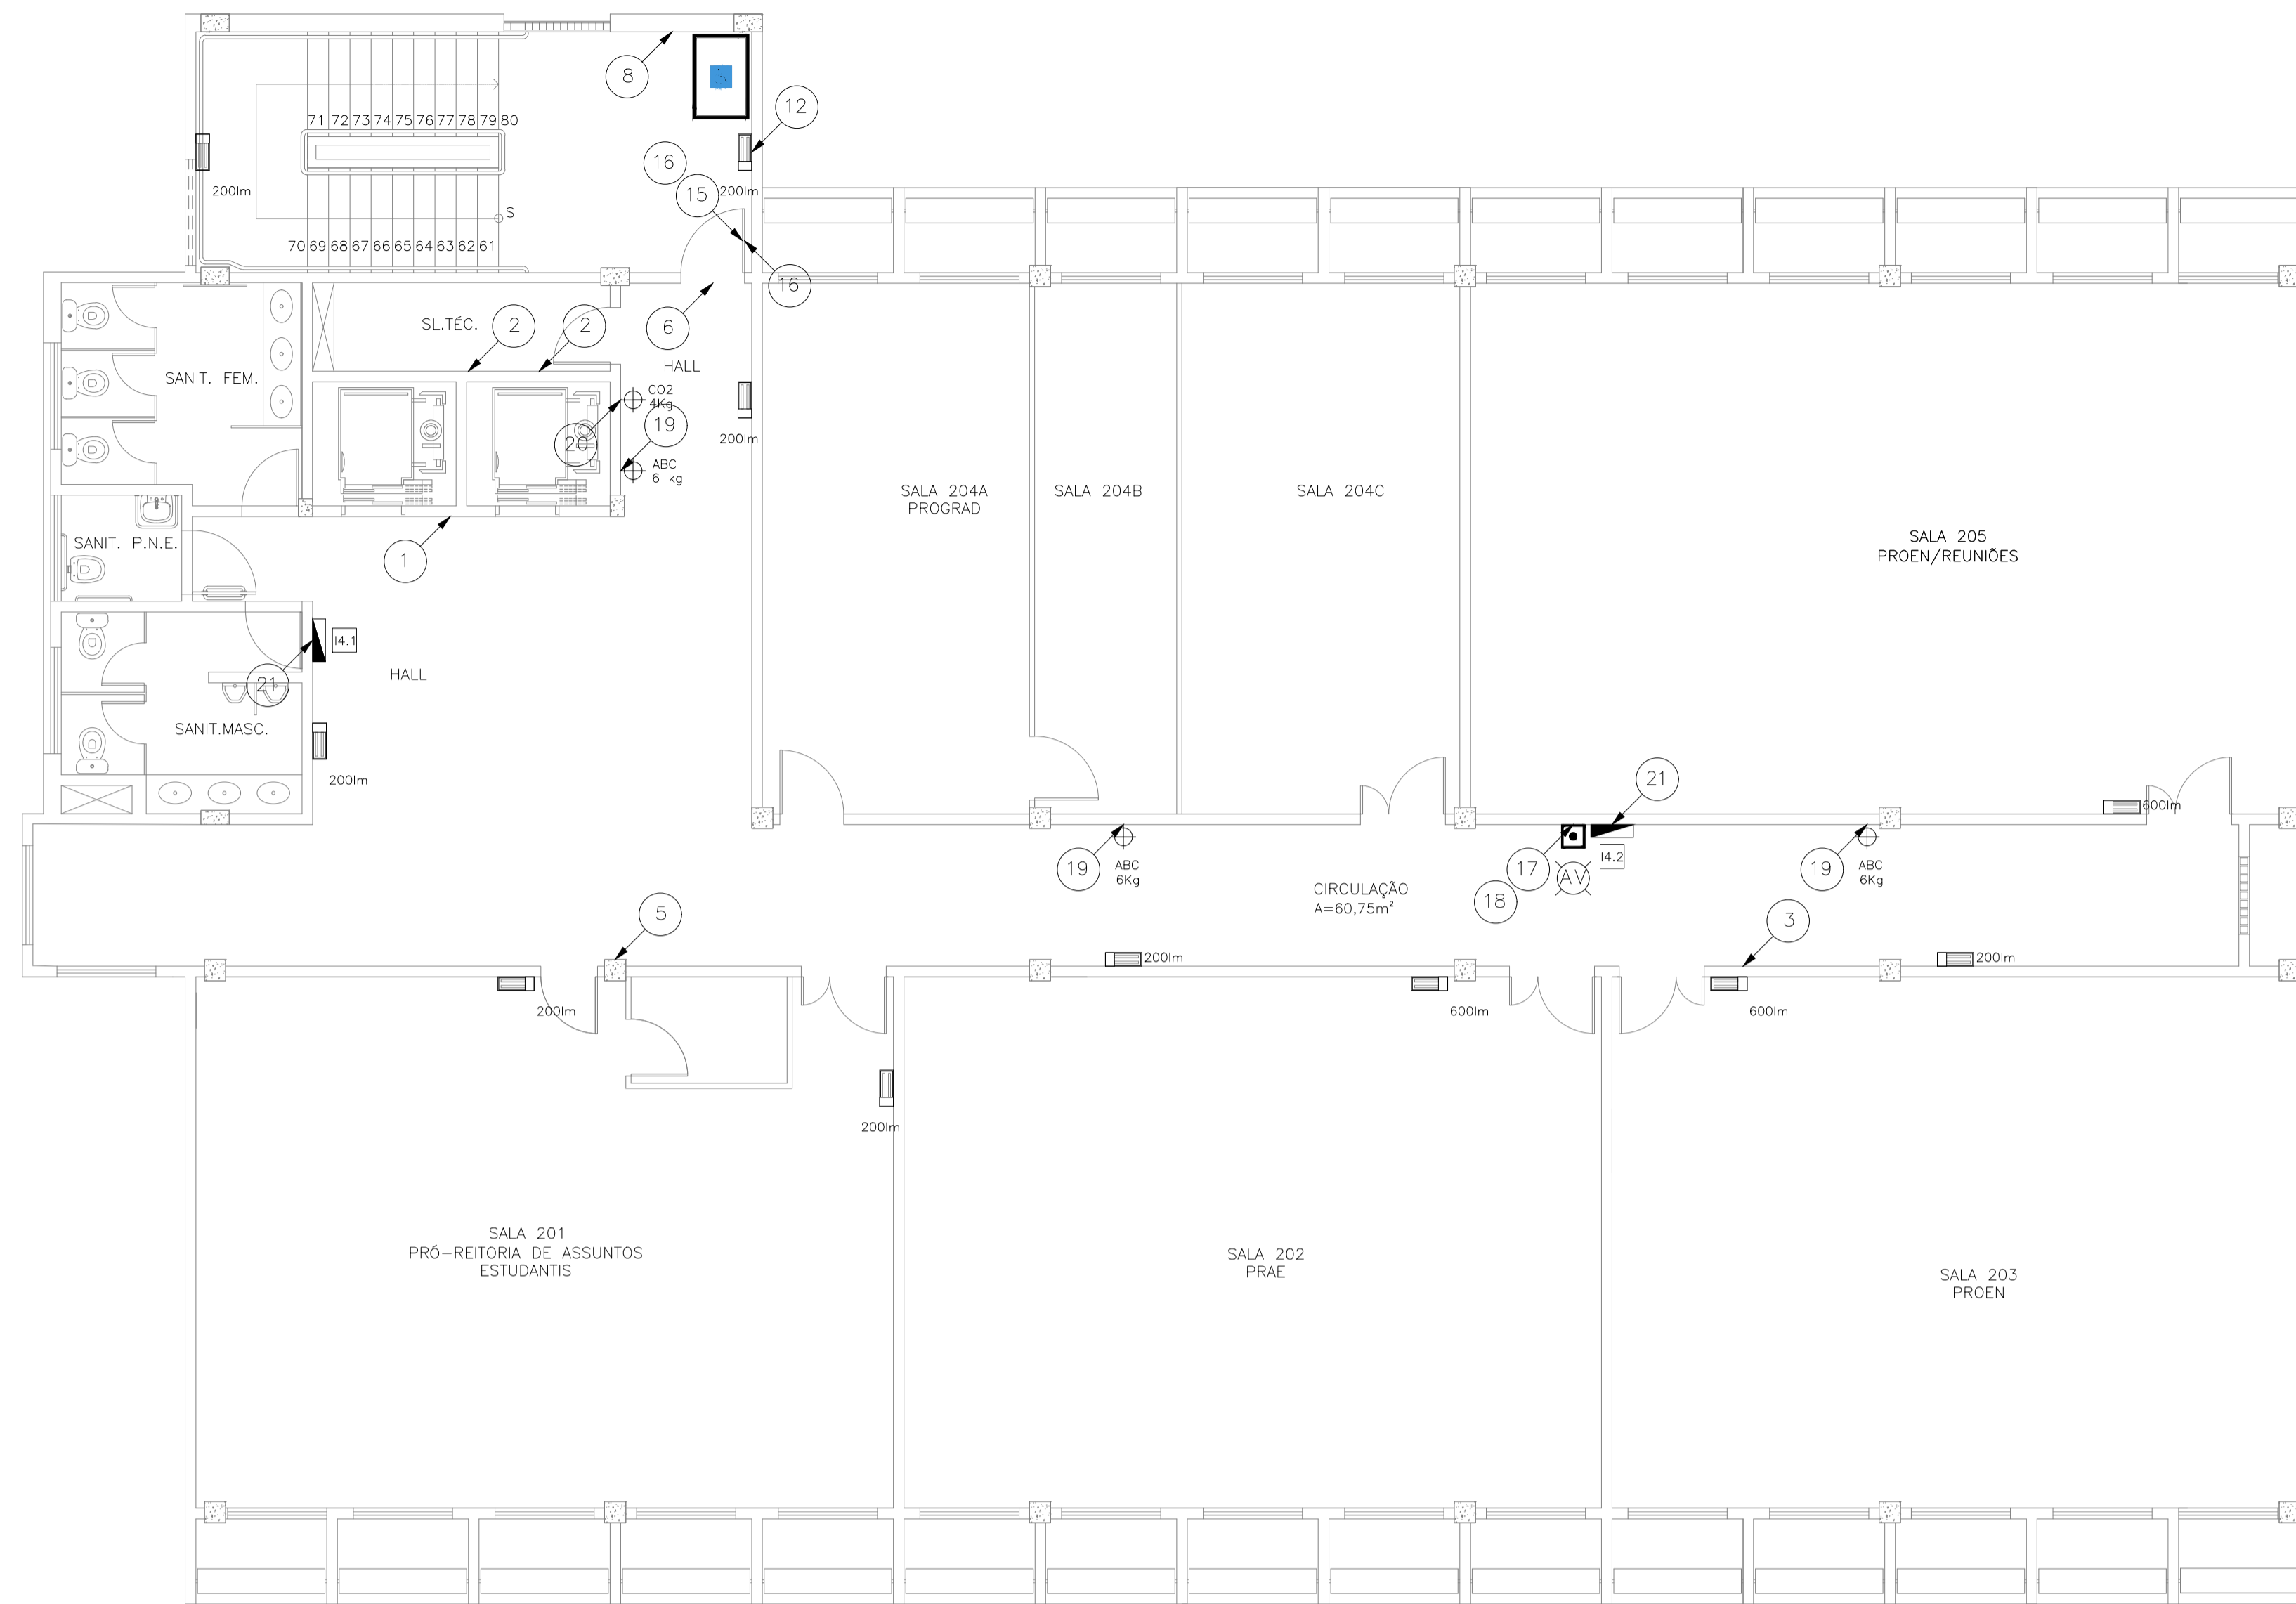 8
12
71 72 73 74 75 76 77 78 79 80
16
200lm
15
200lm
S
70 69 68 67 66 65 64 63 62 61
16
SL.TÉC.
2
2
6
HALL
SANIT. FEM.
CO2
4Kg
19
20
200lm
ABC
6 kg
SALA 204A
PROGRAD
SALA 204B
SALA 204C
SALA 205
PROEN/REUNIÕES
SANIT. P.N.E.
1
I4.1
HALL
21
SANIT.MASC.
200lm
21
600lm
19
ABC
6Kg
17
I4.2
AV
18
19
ABC
6Kg
CIRCULAÇÃO
A=60,75m²
5
3
200lm
200lm
200lm
600lm
600lm
200lm
SALA 201
PRÓ-REITORIA DE ASSUNTOS
ESTUDANTIS
SALA 202
PRAE
SALA 203
PROEN